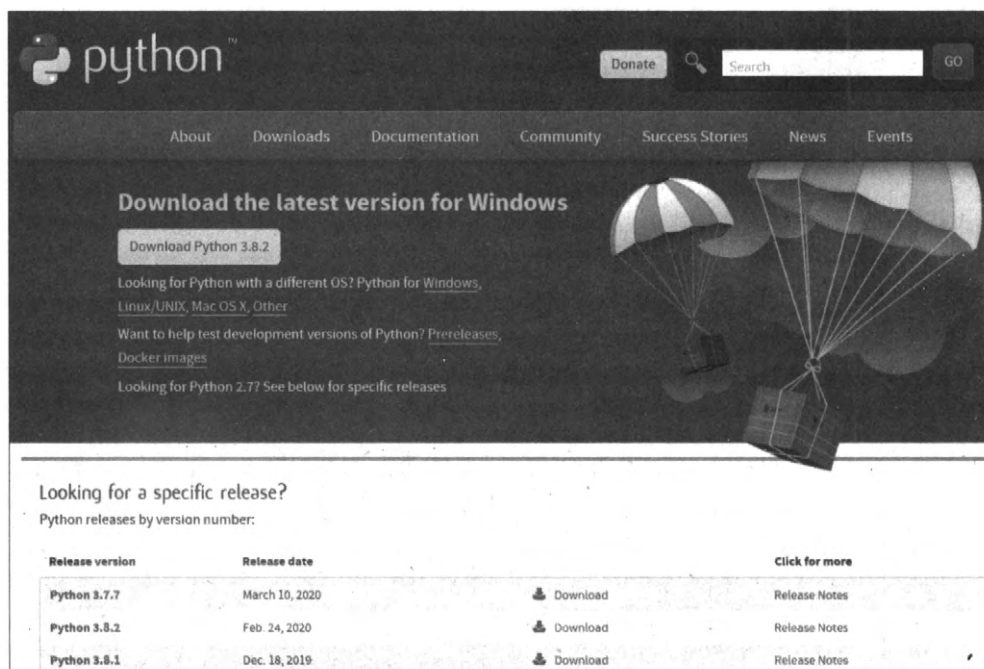 python™
Donate
Search
GO
About Downloads Documentation Community Success Stories News Events
Download the latest version for Windows
Download Python 3.8.2
Looking for Python with a different OS? Python for Windows,
Linux/UNIX, Mac OS X, Other
Want to help test development versions of Python? Prereleases,
Docker images
Looking for Python 2.7? See below for specific releases
Looking for a specific release?
Python releases by version number:
Release version Release date Click for more
Python 3.7.7 March 10, 2020 Download Release Notes
Python 3.8.2 Feb. 24, 2020 Download Release Notes
Python 3.8.1 Dec. 18, 2019 Download Release Notes